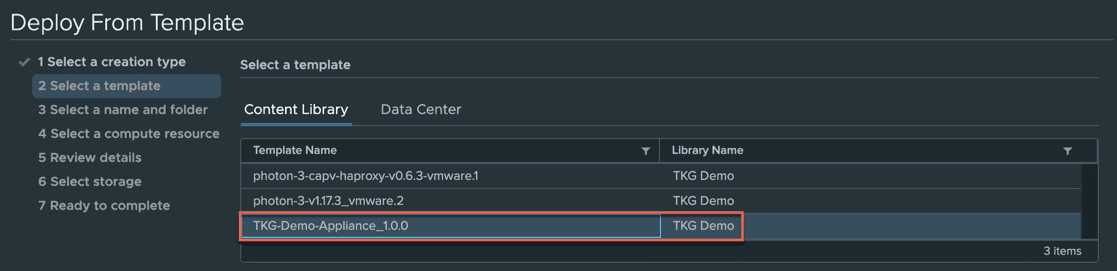 Deploy From Template
1 Select a creation type
2 Select a template
3 Select a name and folder
4 Select a compute resource
5 Review details
6 Select storage
7 Ready to complete
Select a template
Content Library Data Center
Template Name Library Name
photon-3-capv-haproxy-v0.6.3-vmware.1 TKG Demo
photon-3-v1.17.3_vmware.2 TKG Demo
TKG-Demo-Appliance_1.0.0 TKG Demo
3 items